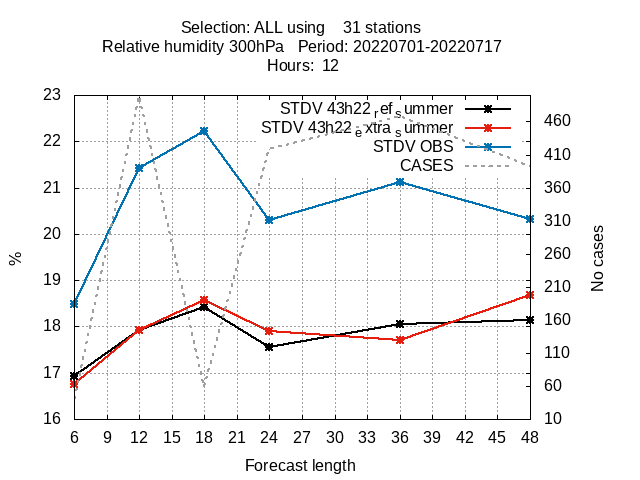 Selection: ALL using 31 stations
Relative humidity 300hPa Period: 20220701-20220717
Hours: 12
STDV 43h22refsummer
STDV 43h22extrasummer
STDV OBS
CASES
23
22
21
20
19
18
17
16
%
460
410
360
310
260
210
160
110
60
10
No cases
6 9 12 15 18 21 24 27 30 33 36 39 42 45 48
Forecast length